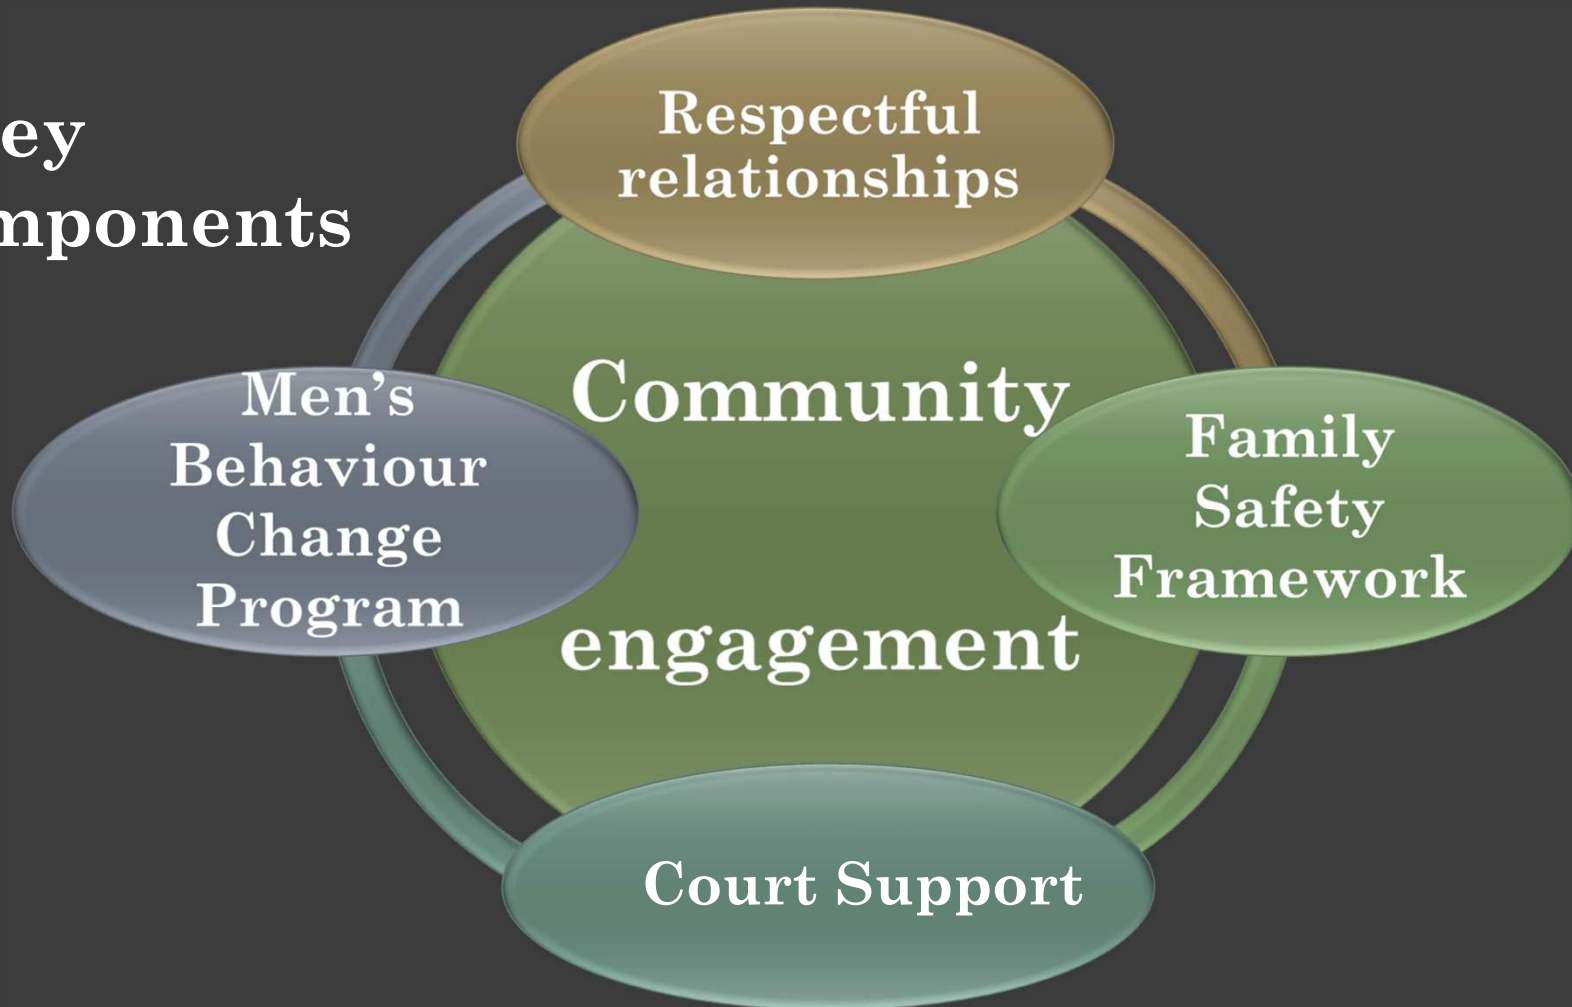 ey
mponents
Respectful
relationships
Community
engagement
Men’s
Behaviour
Change
Program
Family
Safety
Framework
Court Support